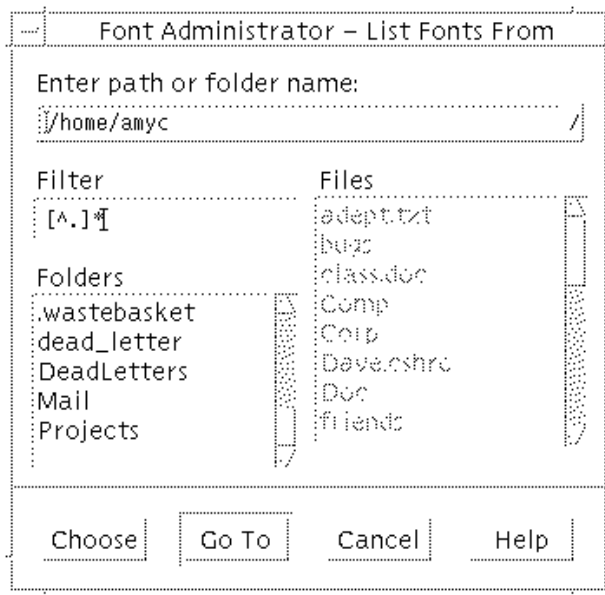 Font Administrator – List Fonts From
Enter path or folder name:
/home/amyc /
Filter
[^.]*
Folders
.wastebasket
dead_letter
DeadLetters
Mail
Projects
Files
adept.txt
bugs
class.doc
Comp
Corp
Dave.cshrc
Doc
friends
Choose
Go To
Cancel
Help